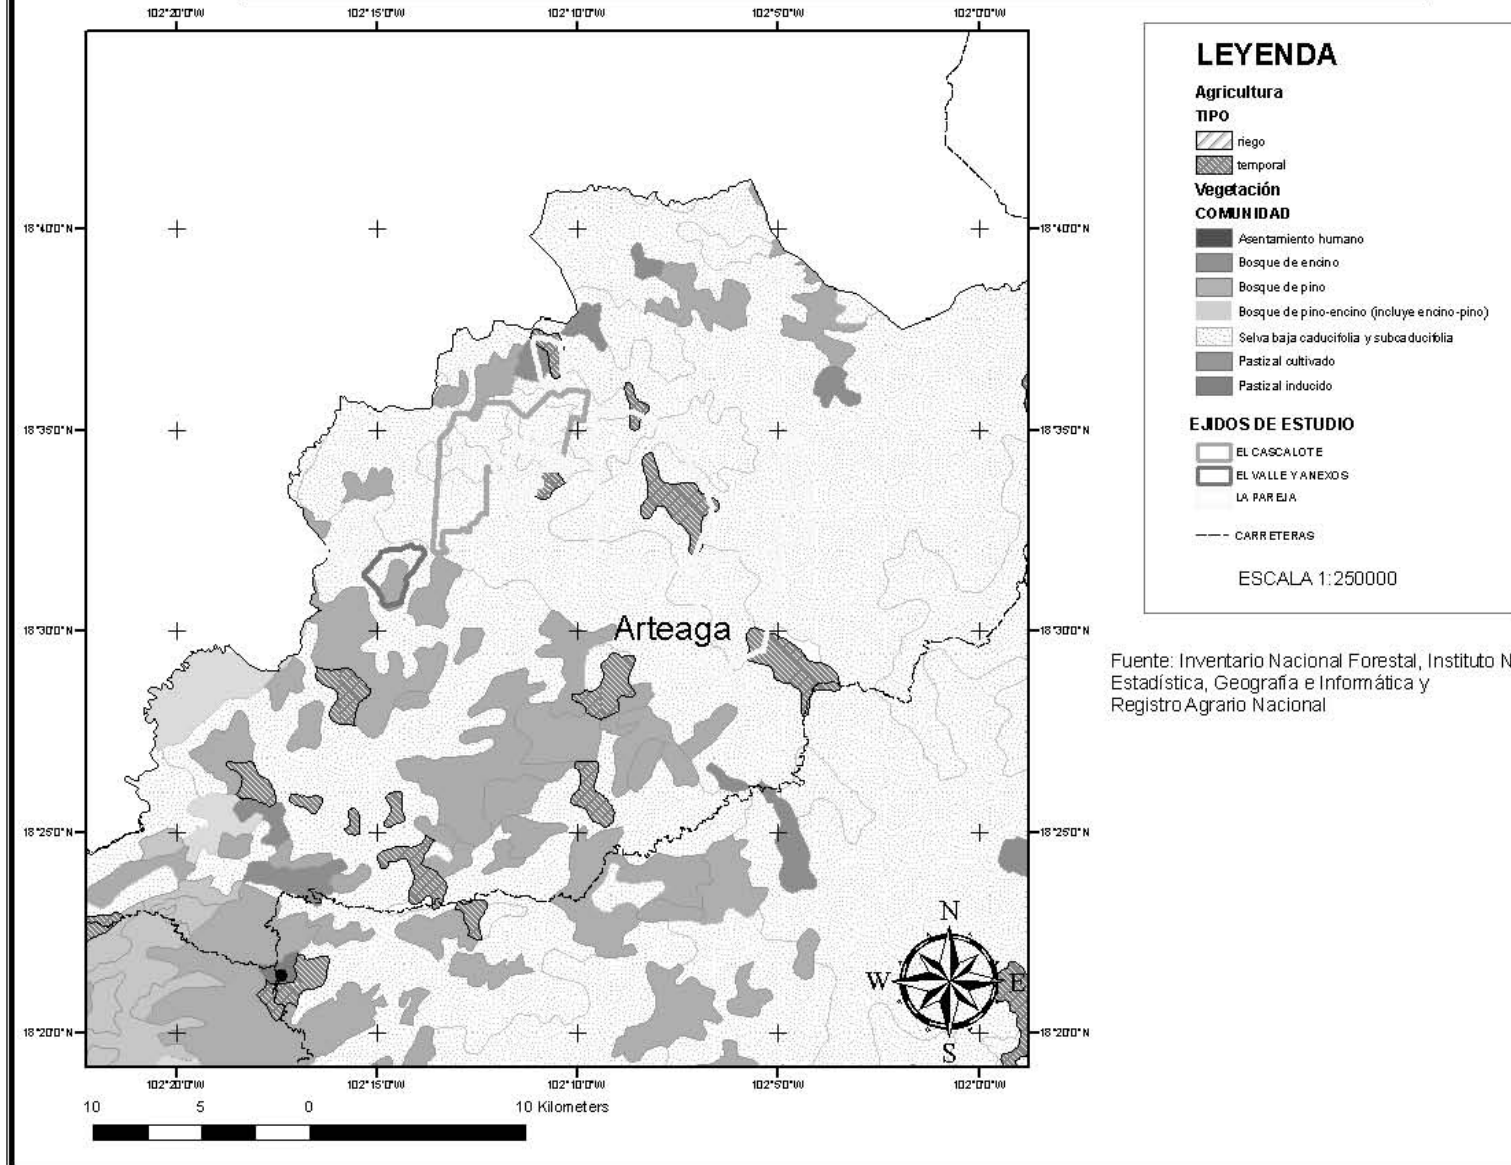 102°20'0"W 102°15'0"W 102°10'0"W 102°5'0"W 102°0'0"W
LEYENDA
Agricultura
TIPO
riego
temporal
Vegetación
COMUNIDAD
Asentamiento humano
Bosque de encino
Bosque de pino
Bosque de pino-encino (incluye encino-pino)
Selva baja caducifolia y subcaducifolia
Pastizal cultivado
Pastizal inducido
EJIDOS DE ESTUDIO
EL CASCALOTE
EL VALLE Y ANEXOS
LA PAREJA
CARRETERAS
ESCALA 1:250000
18°40'0"N 18°40'0"N
18°35'0"N 18°35'0"N
18°30'0"N Arteaga 18°30'0"N
Fuente: Inventario Nacional Forestal, Instituto N
Estadística, Geografía e Informática y
Registro Agrario Nacional
18°25'0"N 18°25'0"N
N
W E
S
18°20'0"N 18°20'0"N
102°20'0"W 102°15'0"W 102°10'0"W 102°5'0"W 102°0'0"W
10 5 0 10 Kilometers